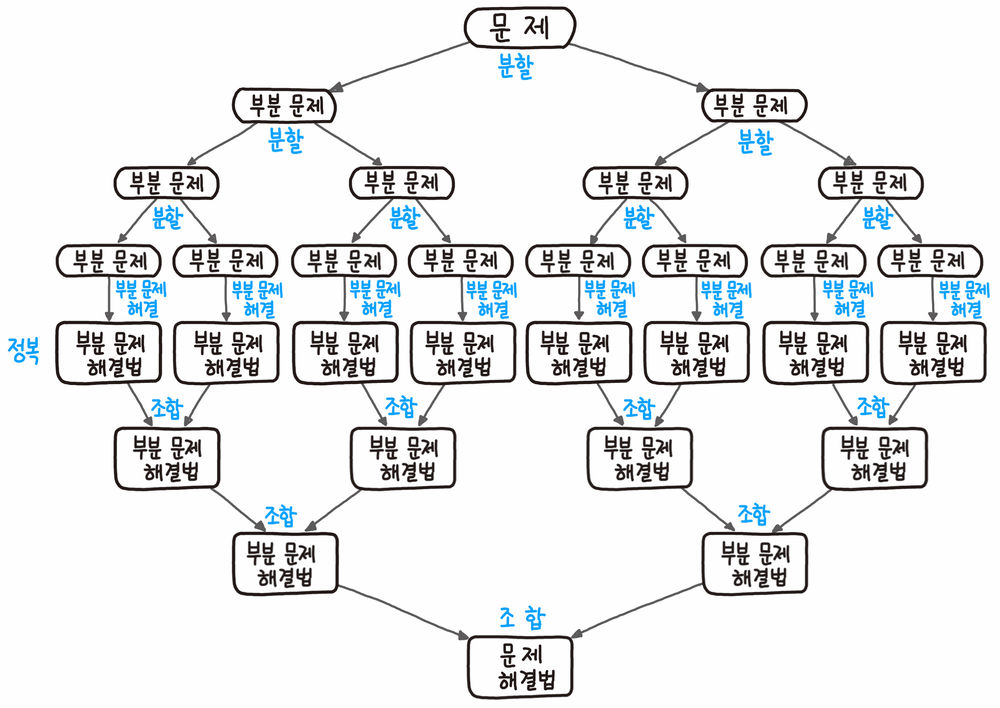 문 제
분할
부분 문제
부분 문제
분할
분할
부분 문제
부분 문제
부분 문제
부분 문제
분할
분할
분할
분할
부분 문제
부분 문제
부분 문제
부분 문제
부분 문제
부분 문제
부분 문제
부분 문제
부분 문제
해결
부분 문제
해결
부분 문제
해결
부분 문제
해결
부분 문제
해결
부분 문제
해결
부분 문제
해결
부분 문제
해결
정복
부분 문제
해결법
부분 문제
해결법
부분 문제
해결법
부분 문제
해결법
부분 문제
해결법
부분 문제
해결법
부분 문제
해결법
부분 문제
해결법
조합
조합
조합
조합
부분 문제
해결법
부분 문제
해결법
부분 문제
해결법
부분 문제
해결법
조합
조합
부분 문제
해결법
부분 문제
해결법
조 합
문제
해결법